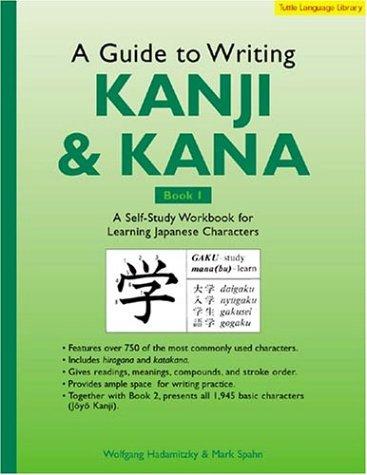 Tuttle Language Library
A Guide to Writing
KANJI
& KANA
Book I
A Self-Study Workbook for
Learning Japanese Characters
学
GAKU–study
mana(bu)–learn
大学 daigaku
入学 nyugaku
学生 gakusei
語学 gogaku
• Features over 750 of the most commonly used characters.
• Includes hiragana and katakana.
• Gives readings, meanings, compounds, and stroke order.
• Provides ample space for writing practice.
• Together with Book 2, presents all 1,945 basic characters
(Jōyō Kanji).
Wolfgang Hadamitzky & Mark Spahn